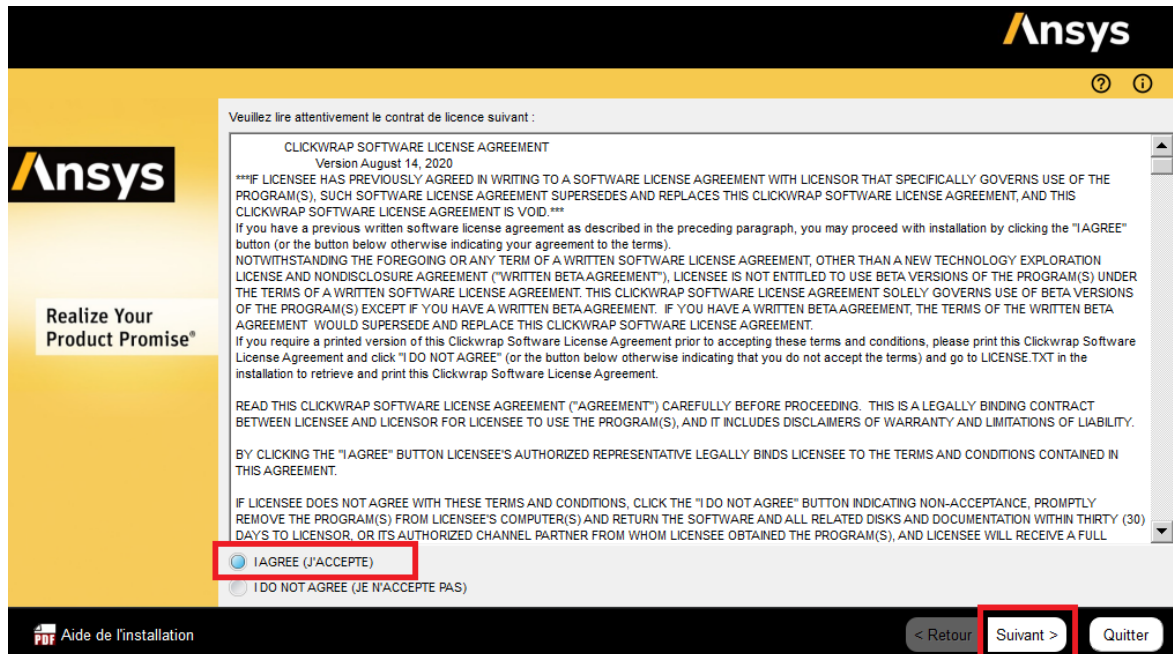 Ansys
Veuillez lire attentivement le contrat de licence suivant :
CLICKWRAP SOFTWARE LICENSE AGREEMENT
Version August 14, 2020
***IF LICENSEE HAS PREVIOUSLY AGREED IN WRITING TO A SOFTWARE LICENSE AGREEMENT WITH LICENSOR THAT SPECIFICALLY GOVERNS USE OF THE
PROGRAM(S), SUCH SOFTWARE LICENSE AGREEMENT SUPERSEDES AND REPLACES THIS CLICKWRAP SOFTWARE LICENSE AGREEMENT, AND THIS
CLICKWRAP SOFTWARE LICENSE AGREEMENT IS VOID.***
If you have a previous written software license agreement as described in the preceding paragraph, you may proceed with installation by clicking the "I AGREE"
button (or the button below otherwise indicating your agreement to the terms).
NOTWITHSTANDING THE FOREGOING OR ANY TERM OF A WRITTEN SOFTWARE LICENSE AGREEMENT, OTHER THAN A NEW TECHNOLOGY EXPLORATION
LICENSE AND NONDISCLOSURE AGREEMENT ("WRITTEN BETA AGREEMENT"), LICENSEE IS NOT ENTITLED TO USE BETA VERSIONS OF THE PROGRAM(S) UNDER
THE TERMS OF A WRITTEN SOFTWARE LICENSE AGREEMENT. THIS CLICKWRAP SOFTWARE LICENSE AGREEMENT SOLELY GOVERNS USE OF BETA VERSIONS
OF THE PROGRAM(S) EXCEPT IF YOU HAVE A WRITTEN BETA AGREEMENT. IF YOU HAVE A WRITTEN BETA AGREEMENT, THE TERMS OF THE WRITTEN BETA
AGREEMENT WOULD SUPERSEDE AND REPLACE THIS CLICKWRAP SOFTWARE LICENSE AGREEMENT.
If you require a printed version of this Clickwrap Software License Agreement prior to accepting these terms and conditions, please print this Clickwrap Software
License Agreement and click "I DO NOT AGREE" (or the button below otherwise indicating that you do not accept the terms) and go to LICENSE.TXT in the
installation to retrieve and print this Clickwrap Software License Agreement.
READ THIS CLICKWRAP SOFTWARE LICENSE AGREEMENT ("AGREEMENT") CAREFULLY BEFORE PROCEEDING. THIS IS A LEGALLY BINDING CONTRACT
BETWEEN LICENSEE AND LICENSOR FOR LICENSEE TO USE THE PROGRAM(S), AND IT INCLUDES DISCLAIMERS OF WARRANTY AND LIMITATIONS OF LIABILITY.
BY CLICKING THE "I AGREE" BUTTON LICENSEE'S AUTHORIZED REPRESENTATIVE LEGALLY BINDS LICENSEE TO THE TERMS AND CONDITIONS CONTAINED IN
THIS AGREEMENT.
IF LICENSEE DOES NOT AGREE WITH THESE TERMS AND CONDITIONS, CLICK THE "I DO NOT AGREE" BUTTON INDICATING NON-ACCEPTANCE, PROMPTLY
REMOVE THE PROGRAM(S) FROM LICENSEE'S COMPUTER(S) AND RETURN THE SOFTWARE AND ALL RELATED DISKS AND DOCUMENTATION WITHIN THIRTY (30)
DAYS TO LICENSOR, OR ITS AUTHORIZED CHANNEL PARTNER FROM WHOM LICENSEE OBTAINED THE PROGRAM(S), AND LICENSEE WILL RECEIVE A FULL
Ansys
Realize Your
Product Promise®
I AGREE (J'ACCEPTE)
I DO NOT AGREE (JE N'ACCEPTE PAS)
PDF Aide de l'installation
< Retour
Suivant >
Quitter